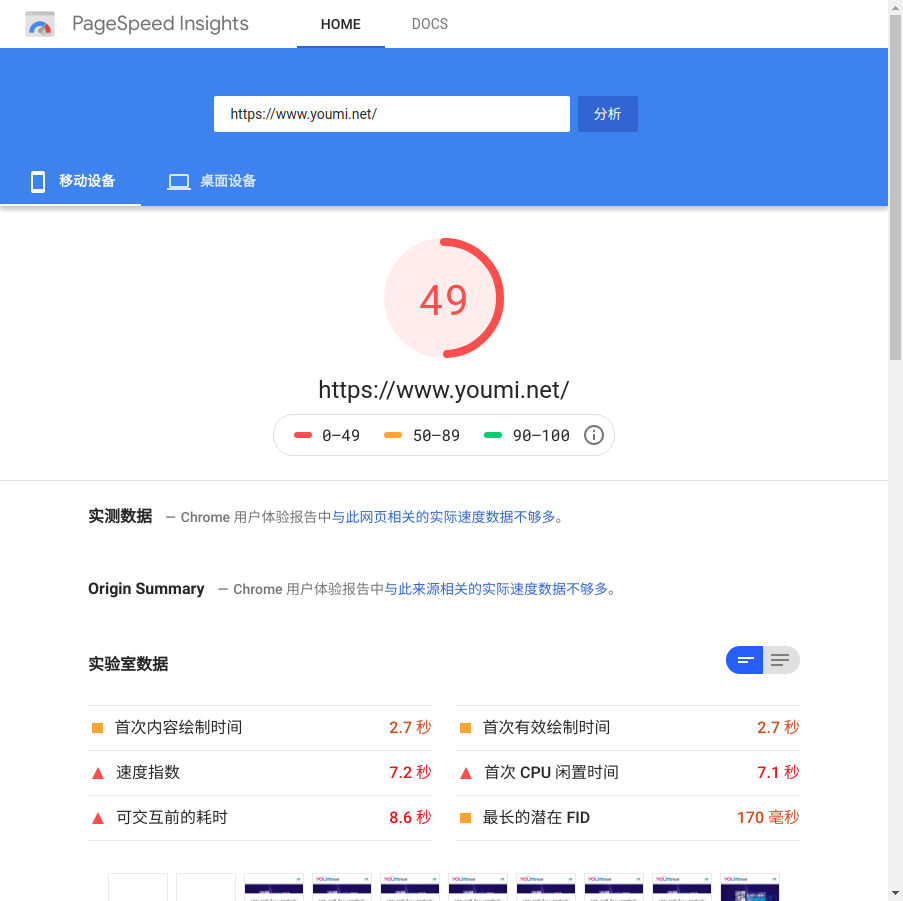 PageSpeed Insights
HOME
DOCS
https://www.youmi.net/
分析
移动设备
桌面设备
49
https://www.youmi.net/
0–49
50–89
90–100
实测数据 — Chrome 用户体验报告中与此网页相关的实际速度数据不够多。
Origin Summary — Chrome 用户体验报告中与此来源相关的实际速度数据不够多。
实验室数据
首次内容绘制时间 2.7 秒
首次有效绘制时间 2.7 秒
速度指数 7.2 秒
首次 CPU 闲置时间 7.1 秒
可交互前的耗时 8.6 秒
最长的潜在 FID 170 毫秒